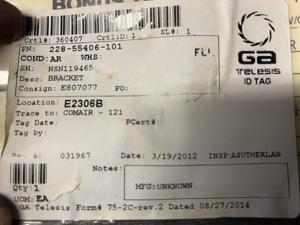 BONUS
Crtl#: 360407 Crtl1ID: 1 SL#: 1
PN: 228-55406-101
COND: AR WHS:
SN: NSN119465
Desc: BRACKET
Consign: E807077 PO:
GA
TELESIS
ID TAG
Location: E2306B
Trace to: COMAIR - 121
Tag Date: PCert#:
Tag by:
031967 Date: 3/19/2012 INSP: ASUTHERLAN
Notes:
Qty: 1
MFG: UNKNOWN.
UOM: EA
GA Telesis Form# 75-2C-rev.2 Dated 08/27/2014